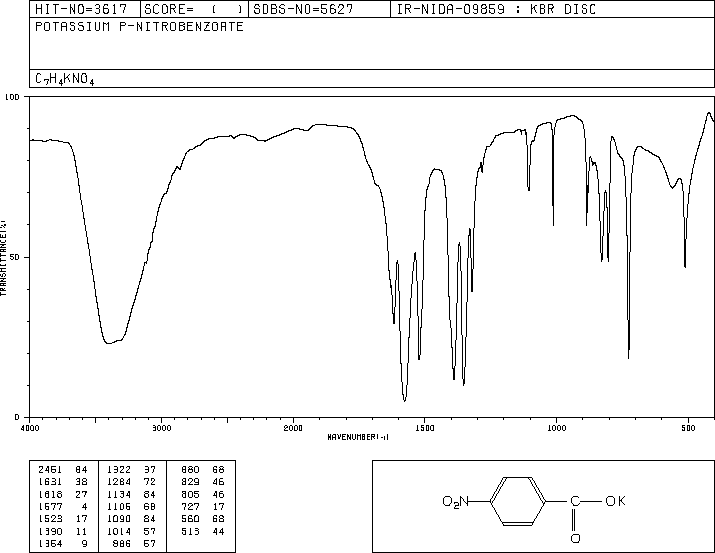 HIT-NO=3617 SCORE= ( ) SDBS-NO=5627 IR-NIDA-09859 : KBR DISC
POTASSIUM P-NITROBENZOATE
C7H4KNO4
100
50
0
TRANSMITTANCE(%)
4000 3000 2000 1500 1000 500
WAVENUMBER(-1)
2461 84 1322 37 880 68
1631 38 1284 72 829 46
1618 27 1134 84 805 46
1577 4 1106 68 727 17
1523 17 1090 84 560 68
1390 11 1014 57 513 44
1354 9 886 57
O2N C OK
O